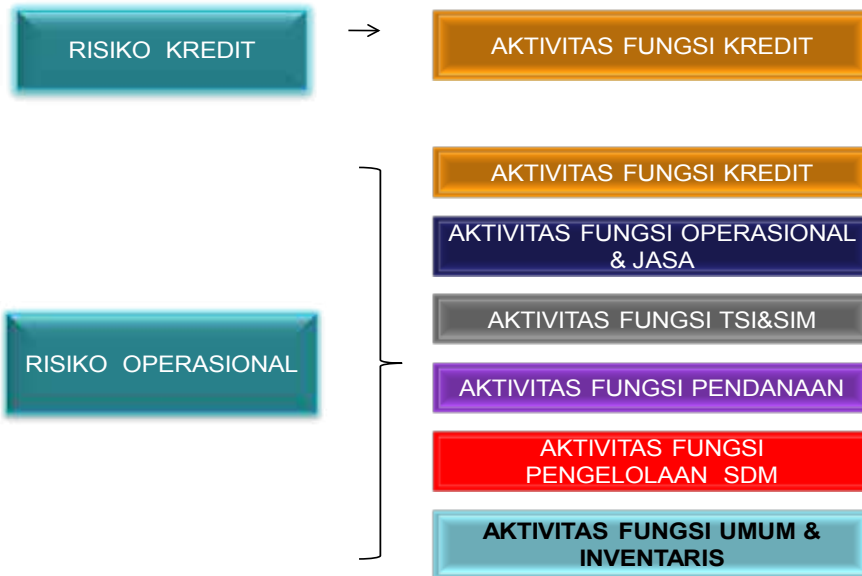 RISIKO KREDIT
AKTIVITAS FUNGSI KREDIT
RISIKO OPERASIONAL
AKTIVITAS FUNGSI KREDIT
AKTIVITAS FUNGSI OPERASIONAL
& JASA
AKTIVITAS FUNGSI TSI&SIM
AKTIVITAS FUNGSI PENDANAAN
AKTIVITAS FUNGSI
PENGELOLAAN SDM
AKTIVITAS FUNGSI UMUM &
INVENTARIS